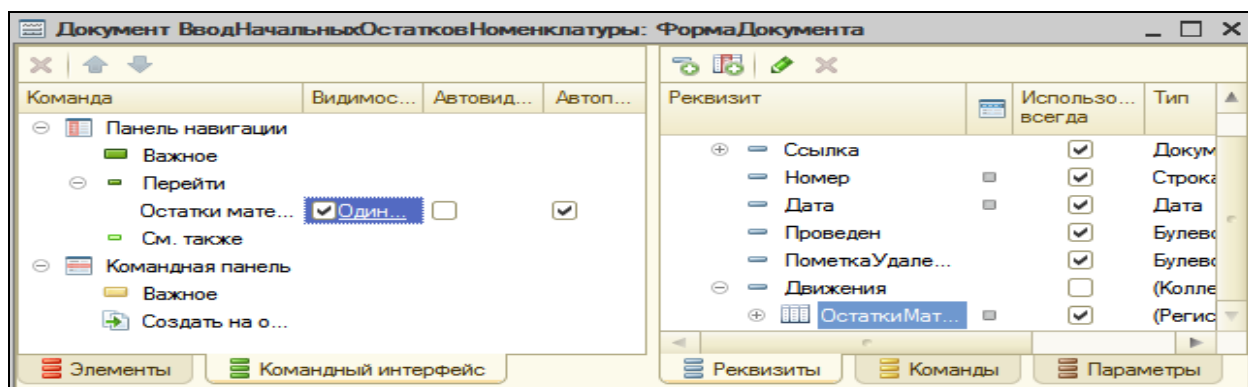 Документ ВводНачальныхОстатковНоменклатуры: ФормаДокумента
Команда Видимос... Автовид... Автоп...
Панель навигации
Важное
Перейти
Остатки мате... Один...
См. также
Командная панель
Важное
Создать на о...
Элементы Командный интерфейс
Реквизит Использо... всегда Тип
Ссылка Докум
Номер Строка
Дата Дата
Проведен Булево
ПометкаУдале... Булево
Движения (Колле
ОстаткиМат... (Регис
Реквизиты Команды Параметры